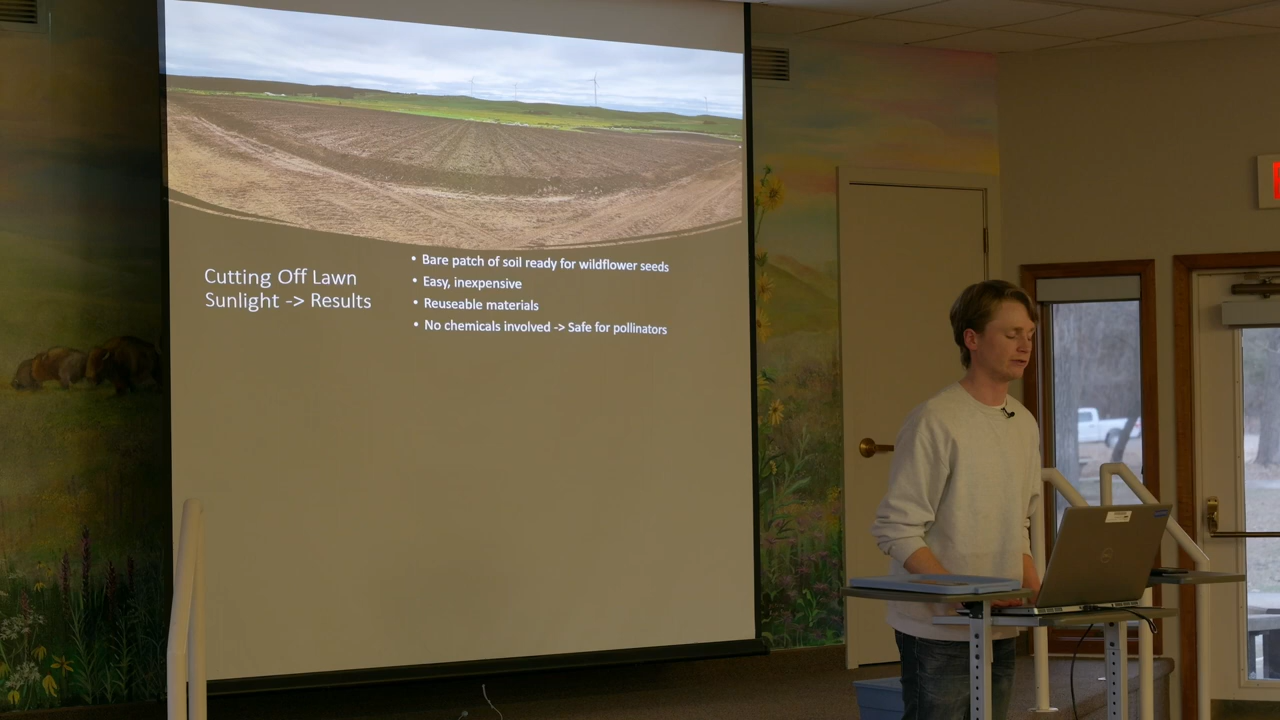 Cutting Off Lawn
Sunlight -> Results
• Bare patch of soil ready for wildflower seeds
• Easy, inexpensive
• Reuseable materials
• No chemicals involved -> Safe for pollinators